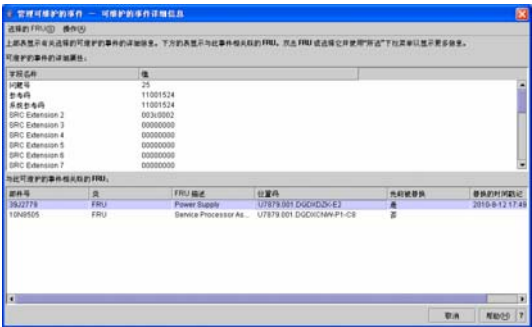 管理可维护的事件 — 可维护的事件详细信息
选择的 FRU(S) 操作(A)
上部表显示有关选择的可维护的事件的详细信息。下方的表显示与此事件相关联的 FRU。双击 FRU 或选择它并使用“所选”下拉菜单以显示更多信息。
可维护的事件的详细属性:
字段名称 值
问题号 25
参考码 11001524
系统参考码 11001524
SRC Extension 2 003c0002
SRC Extension 3 00000000
SRC Extension 4 00000000
SRC Extension 5 00000000
SRC Extension 6 00000000
SRC Extension 7 00000000
与此可维护的事件相关联的 FRU:
部件号 类 FRU 描述 位置码 先前被替换 替换的时间戳记
39J2779 FRU Power Supply U7879.001.DQDXDZK-E2 是 2010-9-12 17:49
10N9505 FRU Service Processor As... U7879.001.DQDXCNW-P1-C8 否
取消 帮助(H) ?